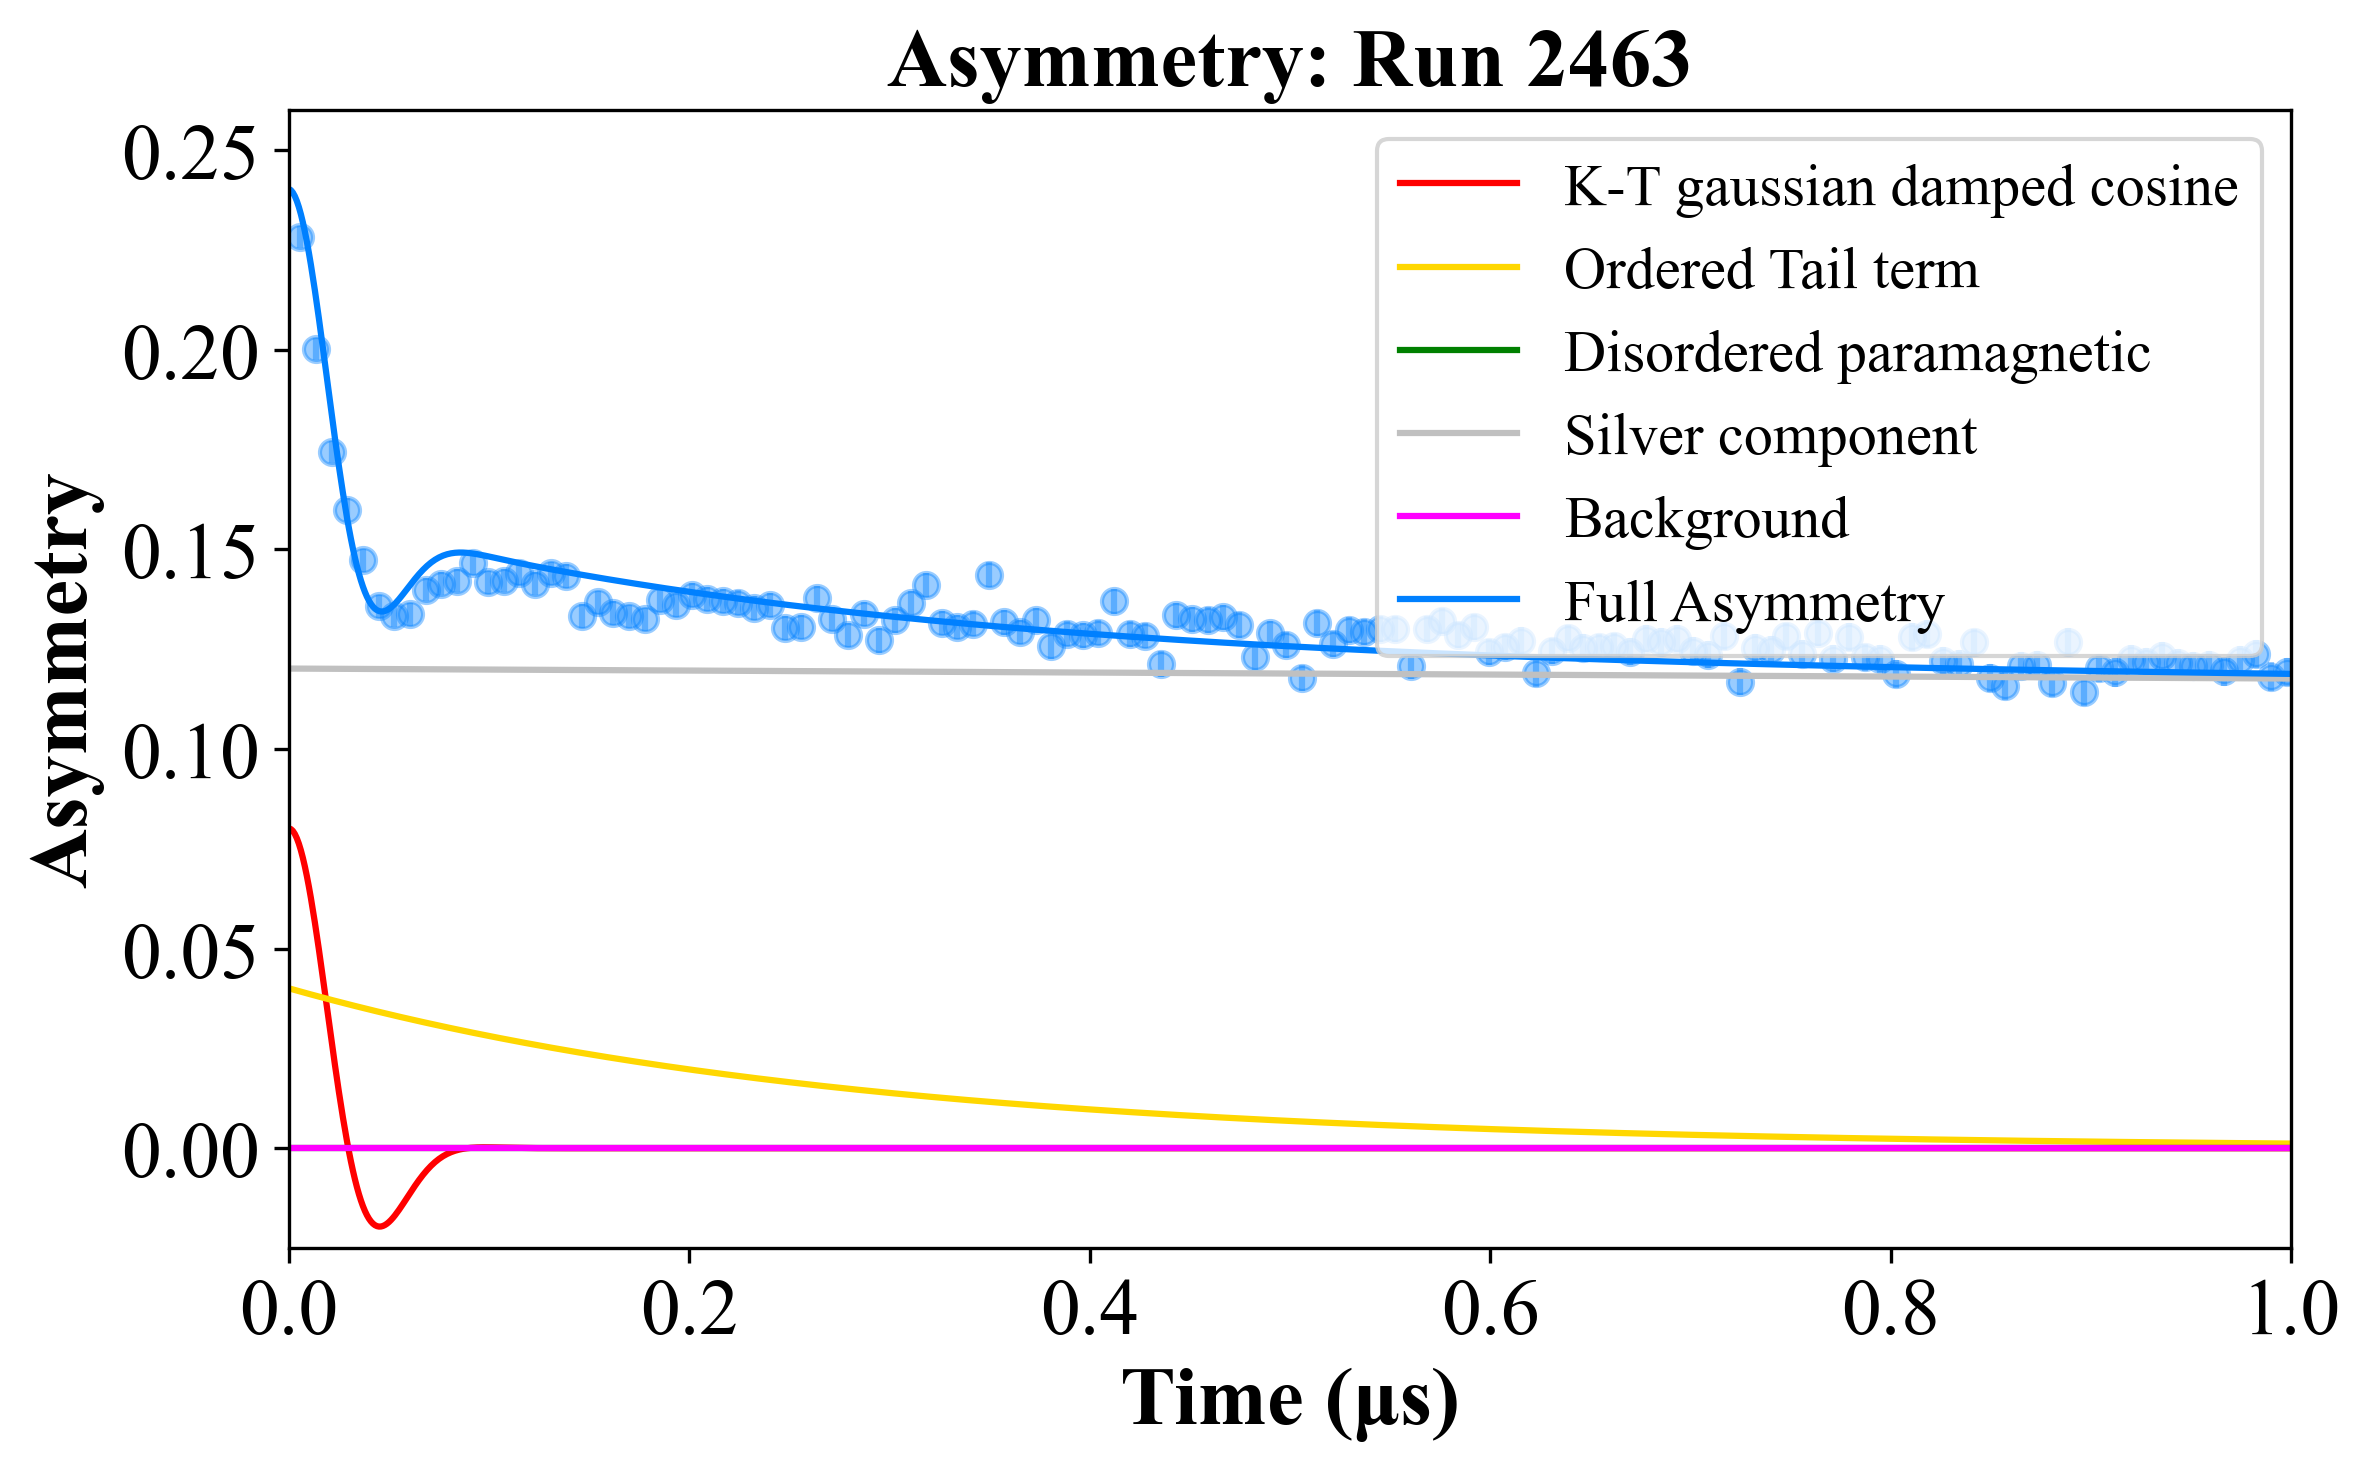 Asymmetry: Run 2463
0.25
0.20
0.15
0.10
0.05
0.00
Asymmetry
K-T gaussian damped cosine
Ordered Tail term
Disordered paramagnetic
Silver component
Background
Full Asymmetry
0.0 0.2 0.4 0.6 0.8 1.0
Time (μs)